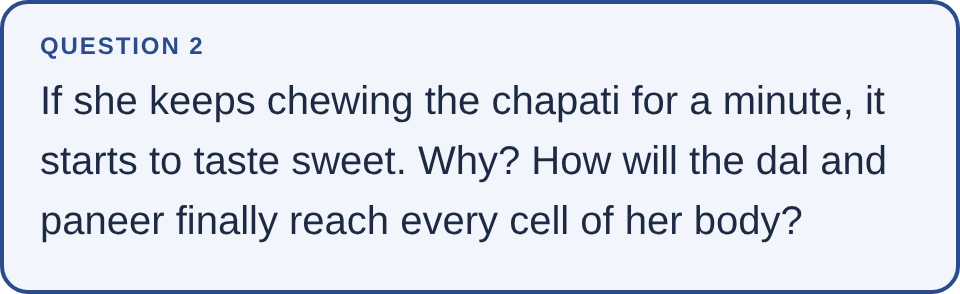 QUESTION 2
If she keeps chewing the chapati for a minute, it
starts to taste sweet. Why? How will the dal and
paneer finally reach every cell of her body?